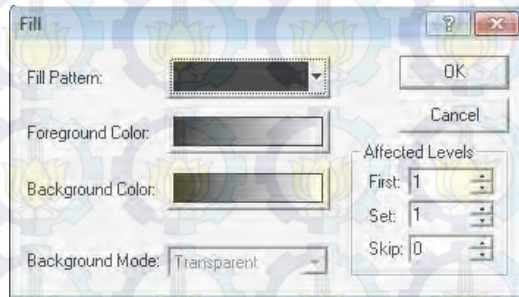 Fill
Fill Pattern:
OK
Foreground Color:
Cancel
Affected Levels
Background Color:
First: 1
Set: 1
Skip: 0
Background Mode: Transparent